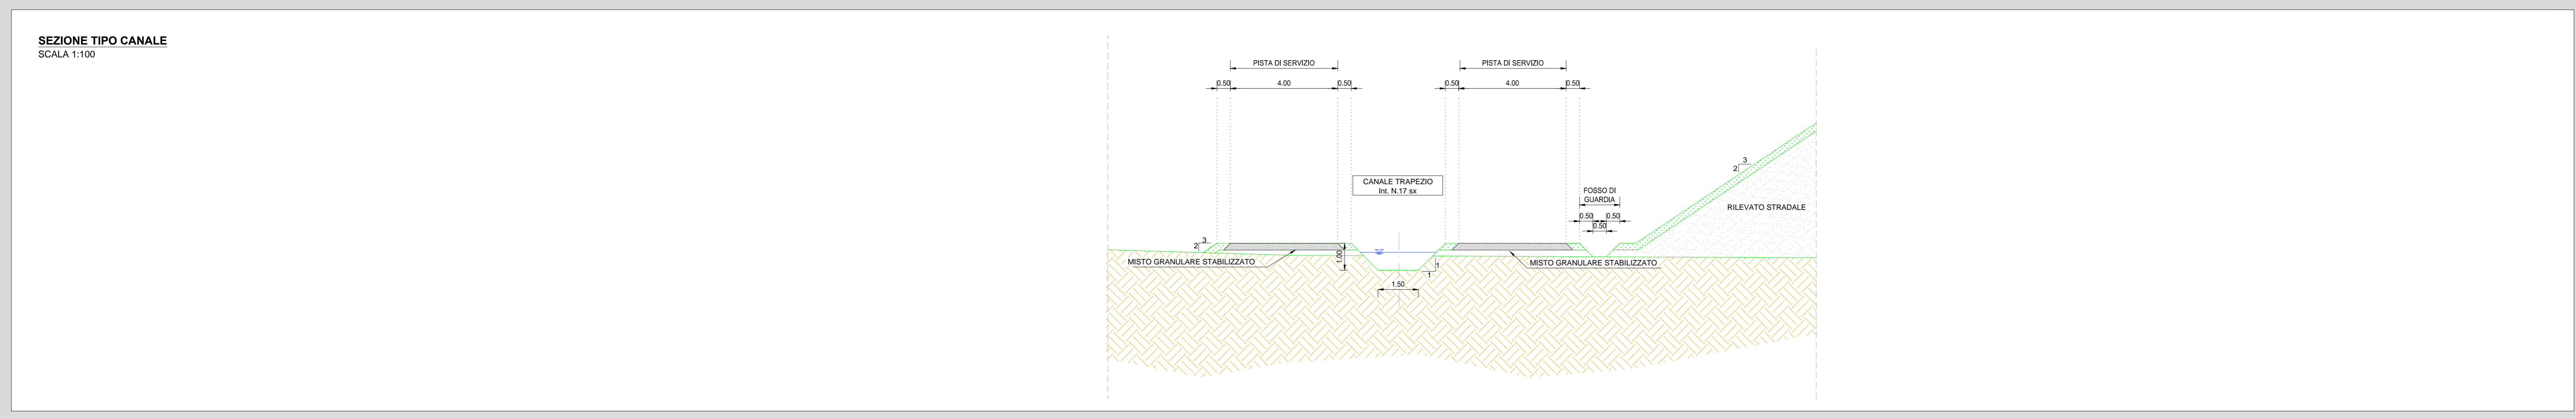 SEZIONE TIPO CANALE
SCALA 1:100
PISTA DI SERVIZIO
PISTA DI SERVIZIO
0.50 4.00 0.50
0.50 4.00 0.50
CANALE TRAPEZIO
Int. N.17 sx
3
2
FOSSO DI
GUARDIA
RILEVATO STRADALE
0.50 0.50
0.50
3
2
1.00
MISTO GRANULARE STABILIZZATO
1
1
MISTO GRANULARE STABILIZZATO
1.50